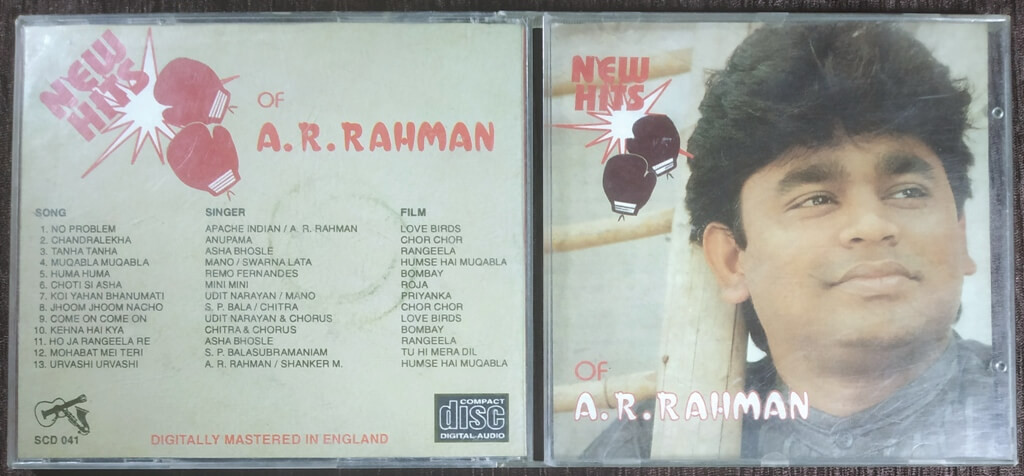 NEW
HITS
OF
A.R.RAHMAN
SONG SINGER FILM
1. NO PROBLEM APACHE INDIAN / A. R. RAHMAN LOVE BIRDS
2. CHANDRALEKHA ANUPAMA CHOR CHOR
3. TANHA TANHA ASHA BHOSLE RANGEELA
4. MUQABLA MUQABLA MANO / SWARNA LATA HUMSE HAI MUQABLA
5. HUMA HUMA REMO FERNANDES BOMBAY
6. CHOTI SI ASHA MINI MINI ROJA
7. KOI YAHAN BHANUMATI UDIT NARAYAN / MANO PRIYANKA
8. JHOOM JHOOM NACHO S. P. BALA / CHITRA CHOR CHOR
9. COME ON COME ON UDIT NARAYAN & CHORUS LOVE BIRDS
10. KEHNA HAI KYA CHITRA & CHORUS BOMBAY
11. HO JA RANGEELA RE ASHA BHOSLE RANGEELA
12. MOHABAT MEI TERI S. P. BALASUBRAMANIAM TU HI MERA DIL
13. URVASHI URVASHI A. R. RAHMAN / SHANKER M. HUMSE HAI MUQABLA
SCD 041
DIGITALLY MASTERED IN ENGLAND
COMPACT
disc
DIGITAL AUDIO
NEW
HITS
OF
A.R.RAHMAN